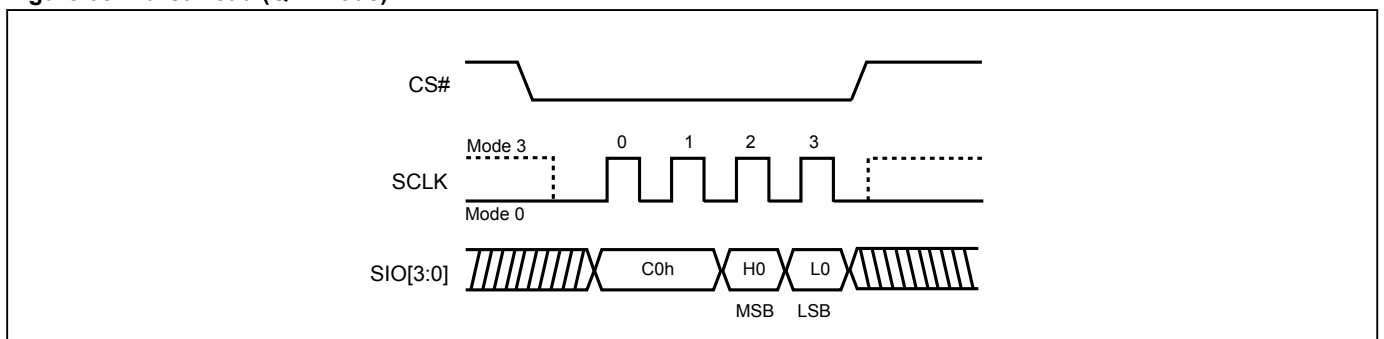 CS#
Mode 3
0 1 2 3
SCLK
Mode 0
SIO[3:0]
C0h H0 L0
MSB LSB